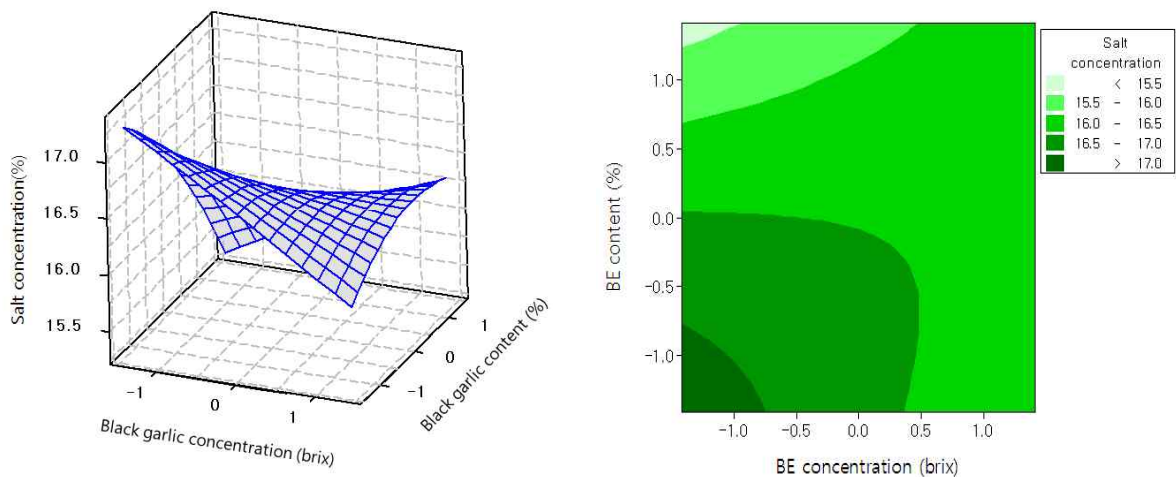 17.0
16.5
16.0
15.5
Salt concentration(%)
-1
0
1
Black garlic concentration (brix)
1
0
-1
Black garlic content (%)
1.0
0.5
0.0
-0.5
-1.0
BE content (%)
-1.0
-0.5
0.0
0.5
1.0
BE concentration (brix)
Salt
concentration
< 15.5
15.5 - 16.0
16.0 - 16.5
16.5 - 17.0
> 17.0